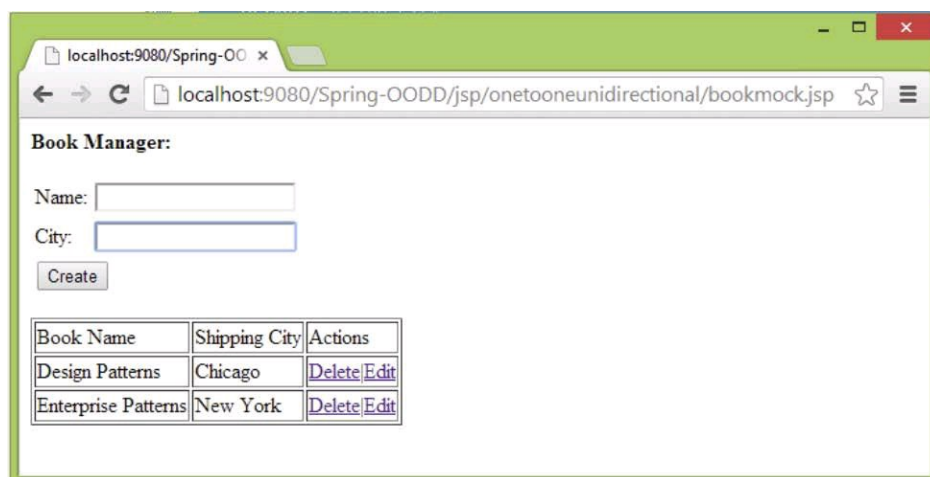 localhost:9080/Spring-OO
localhost:9080/Spring-OODD/jsp/onetooneunidirectional/bookmock.jsp
Book Manager:
Name:
City:
Create
Book Name Shipping City Actions
Design Patterns Chicago Delete|Edit
Enterprise Patterns New York Delete|Edit